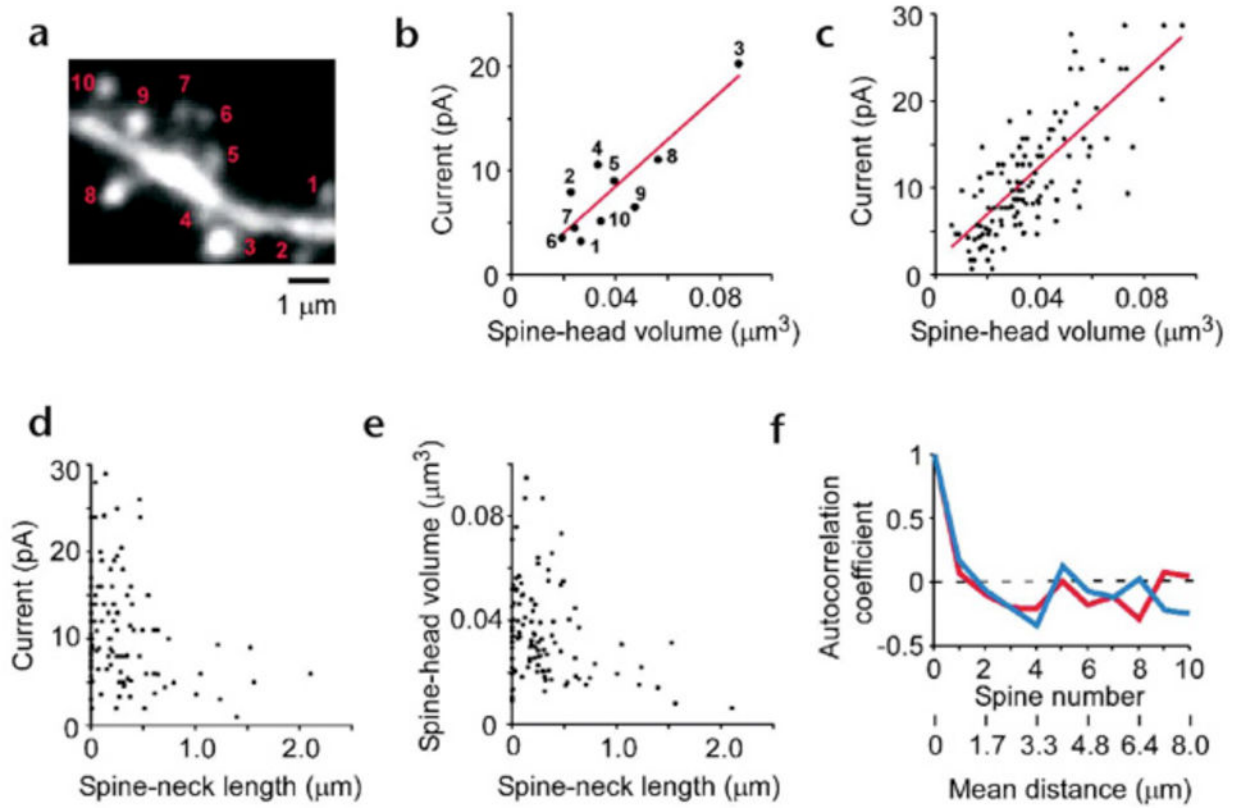 a
10
9
7
6
5
1
8
4
3
2
1 μm
b
Current (pA)
20
10
0
3
4
2
5
8
9
7
10
6
1
0
0.04
0.08
Spine-head volume (μm³)
c
Current (pA)
30
20
10
0
0
0.04
0.08
Spine-head volume (μm³)
d
Current (pA)
30
20
10
0
0
1.0
2.0
Spine-neck length (μm)
e
Spine-head volume (μm³)
0.08
0.04
0
0
1.0
2.0
Spine-neck length (μm)
f
Autocorrelation
coefficient
1
0.5
0
-0.5
0 2 4 6 8 10
Spine number
0 1.7 3.3 4.8 6.4 8.0
Mean distance (μm)